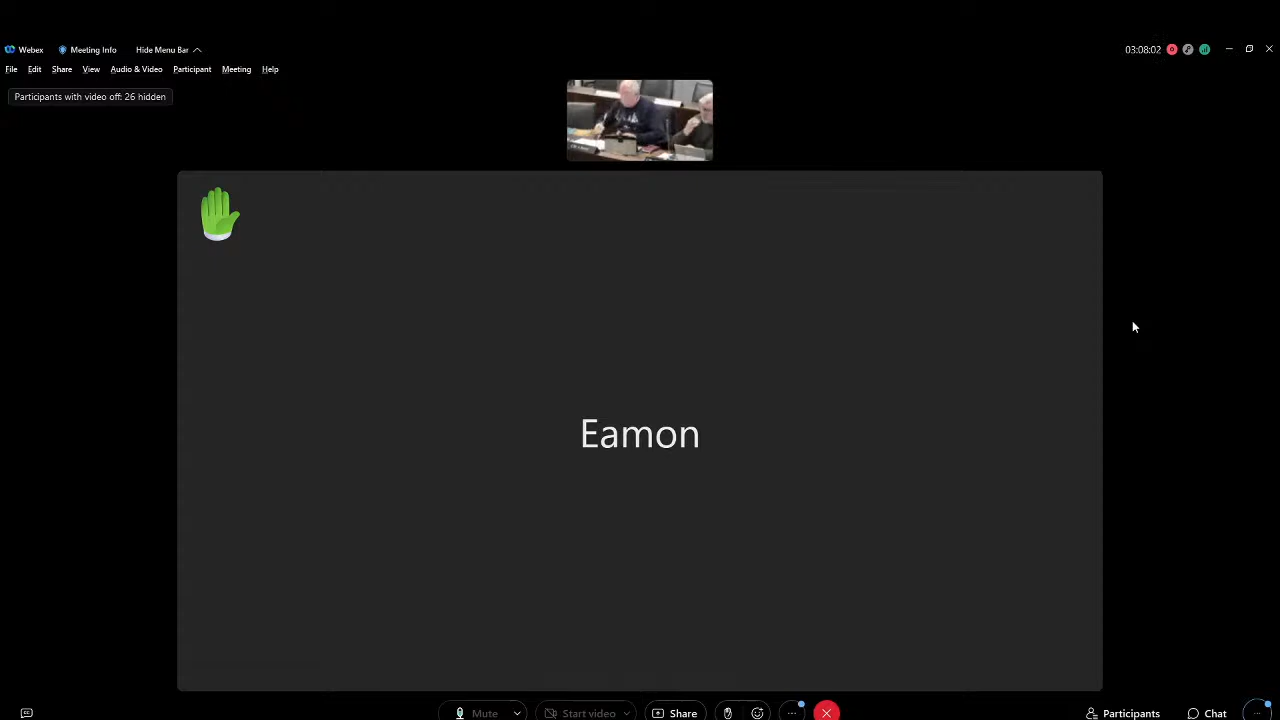 Webex Meeting Info Hide Menu Bar 03:08:02
File Edit Share View Audio & Video Participant Meeting Help
Participants with video off: 26 hidden
Eamon
Mute Start video Share Participants Chat